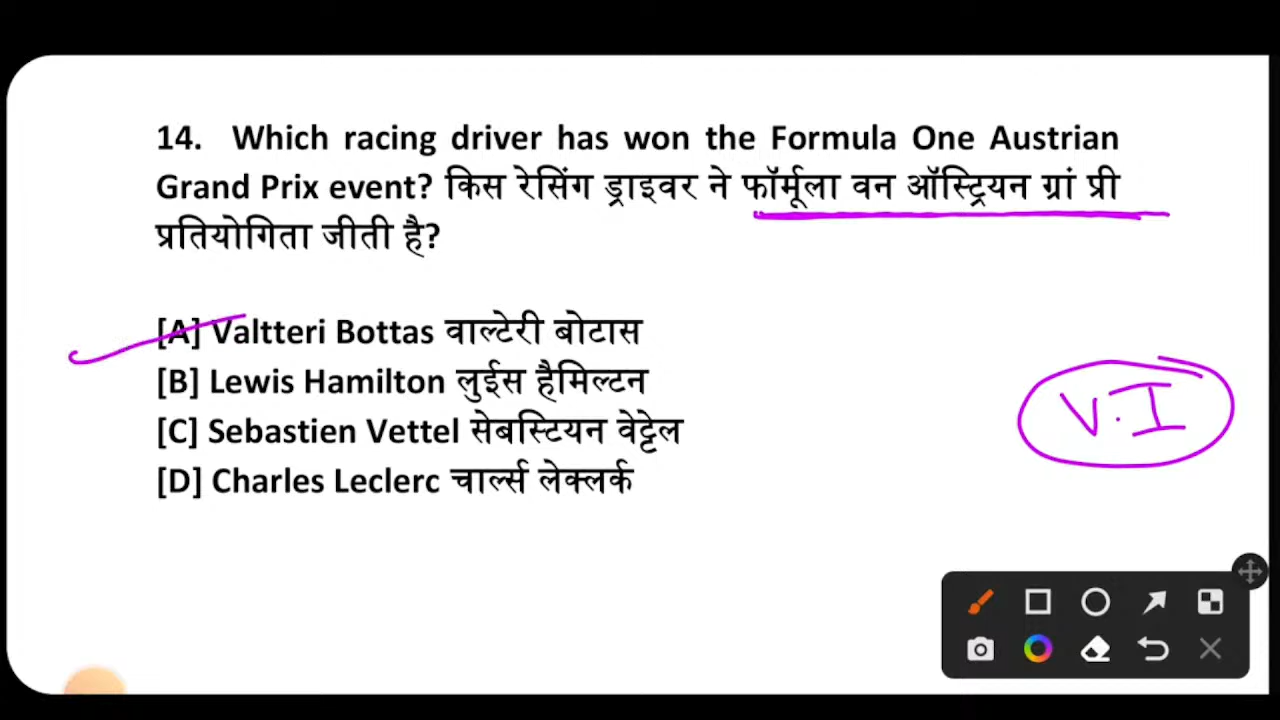 14. Which racing driver has won the Formula One Austrian
Grand Prix event? किस रेसिंग ड्राइवर ने फॉर्मूला वन ऑस्ट्रियन ग्रां प्री
प्रतियोगिता जीती है?
[A] Valtteri Bottas वाल्टेरी बोटास
[B] Lewis Hamilton लुईस हैमिल्टन
[C] Sebastien Vettel सेबस्टियन वेट्टेल
[D] Charles Leclerc चार्ल्स लेक्लर्क
V.I